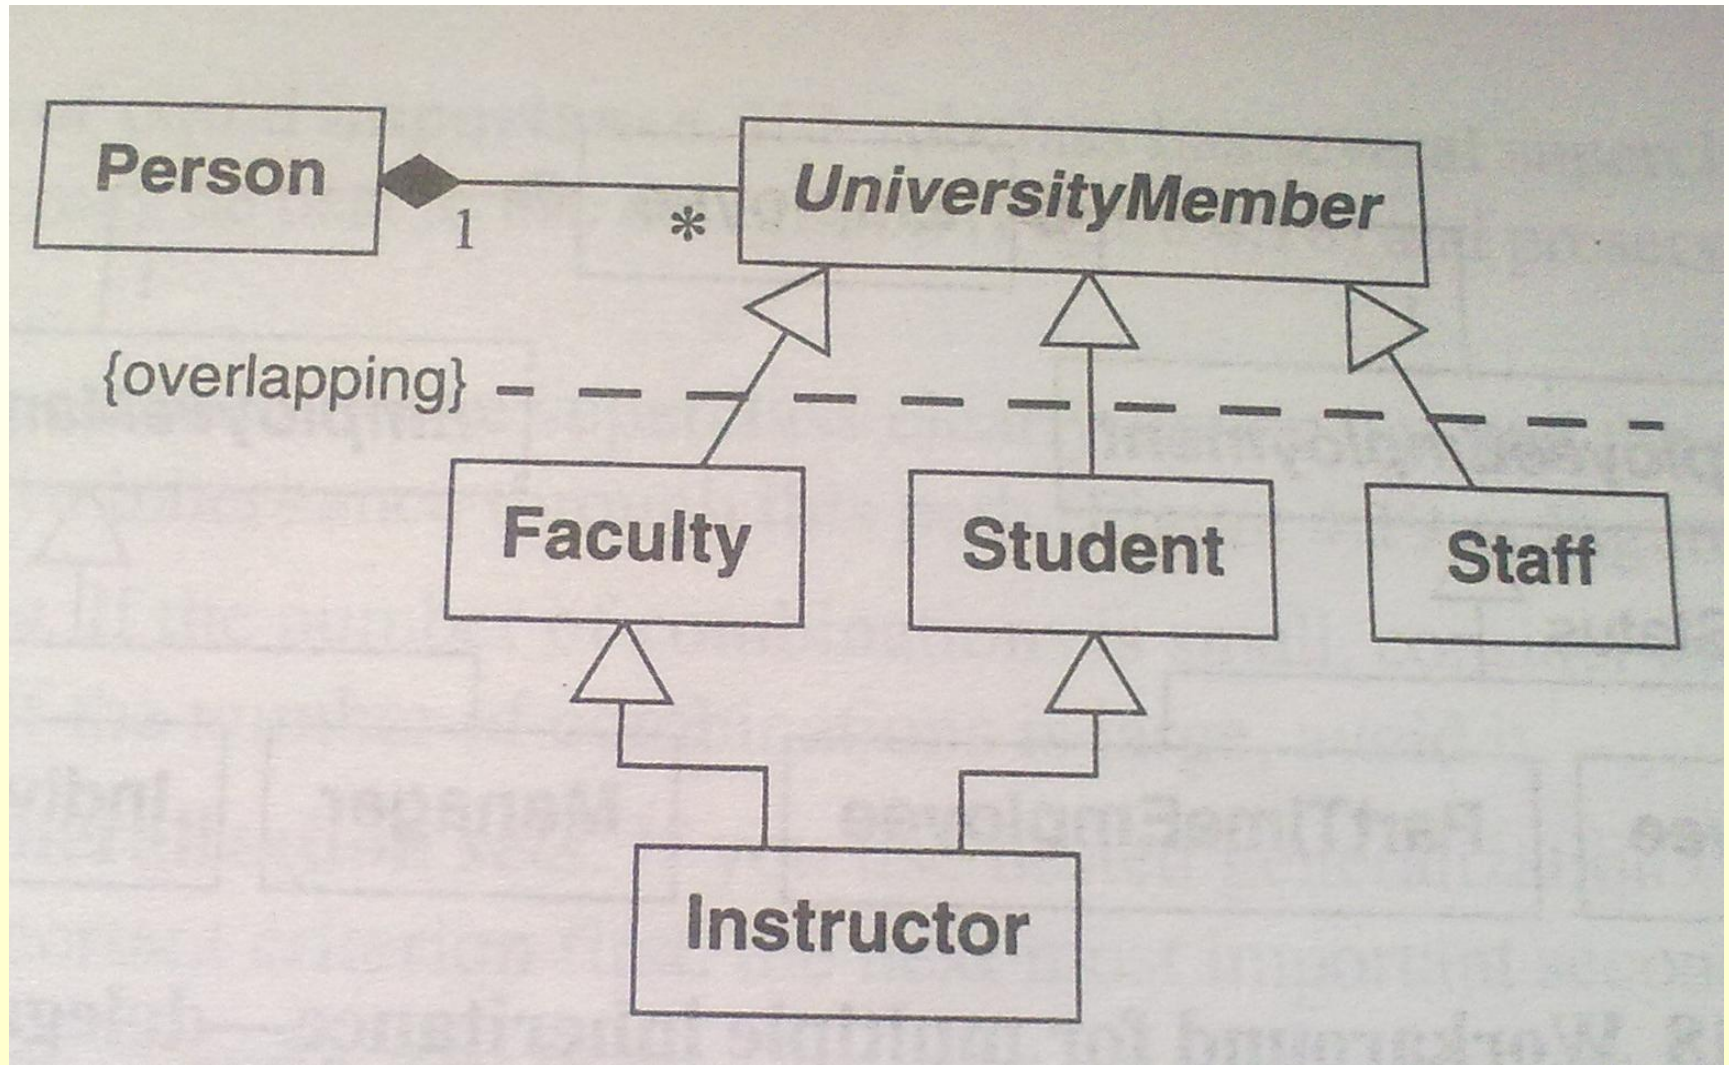 Person
UniversityMember
1
*
{overlapping}
Faculty
Student
Staff
Instructor